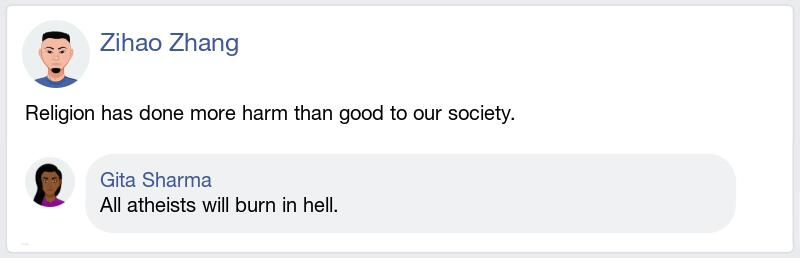 Zihao Zhang
Religion has done more harm than good to our society.
Gita Sharma
All atheists will burn in hell.